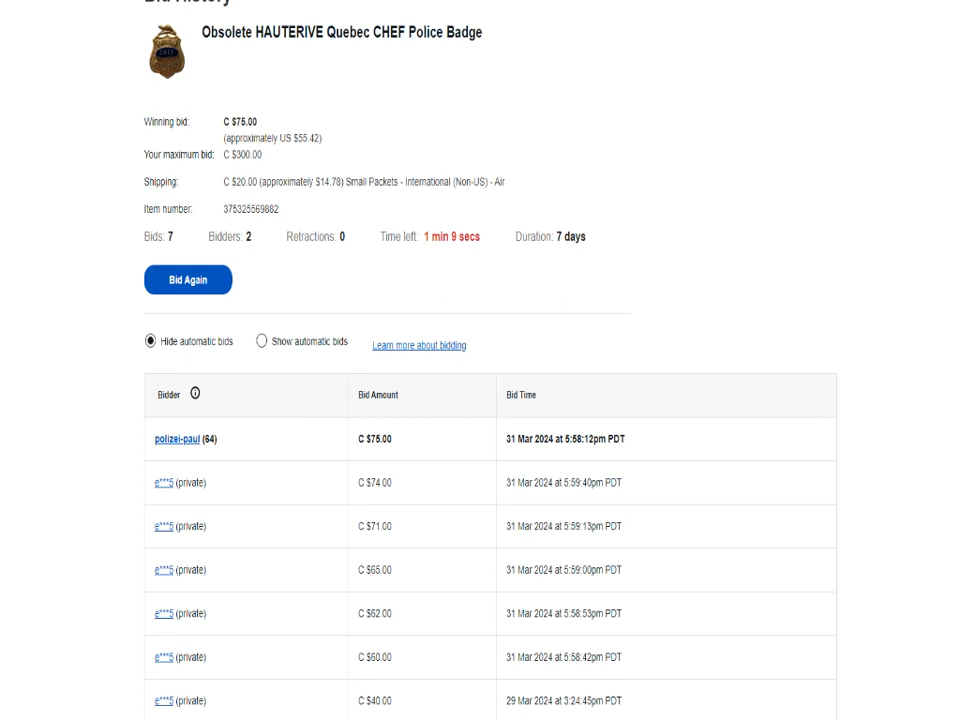 Bid History
Obsolete HAUTERIVE Quebec CHEF Police Badge
Winning bid: C $75.00
(approximately US $55.42)
Your maximum bid: C $300.00
Shipping: C $20.00 (approximately $14.78) Small Packets - International (Non-US) - Air
Item number: 375325569882
Bids: 7 Bidders: 2 Retractions: 0 Time left: 1 min 9 secs Duration: 7 days
Bid Again
Hide automatic bids Show automatic bids Learn more about bidding
Bidder Bid Amount Bid Time
polizei-paul (64) C $75.00 31 Mar 2024 at 5:58:12pm PDT
e***5 (private) C $74.00 31 Mar 2024 at 5:59:40pm PDT
e***5 (private) C $71.00 31 Mar 2024 at 5:59:13pm PDT
e***5 (private) C $65.00 31 Mar 2024 at 5:59:00pm PDT
e***5 (private) C $62.00 31 Mar 2024 at 5:58:53pm PDT
e***5 (private) C $60.00 31 Mar 2024 at 5:58:42pm PDT
e***5 (private) C $40.00 29 Mar 2024 at 3:24:45pm PDT